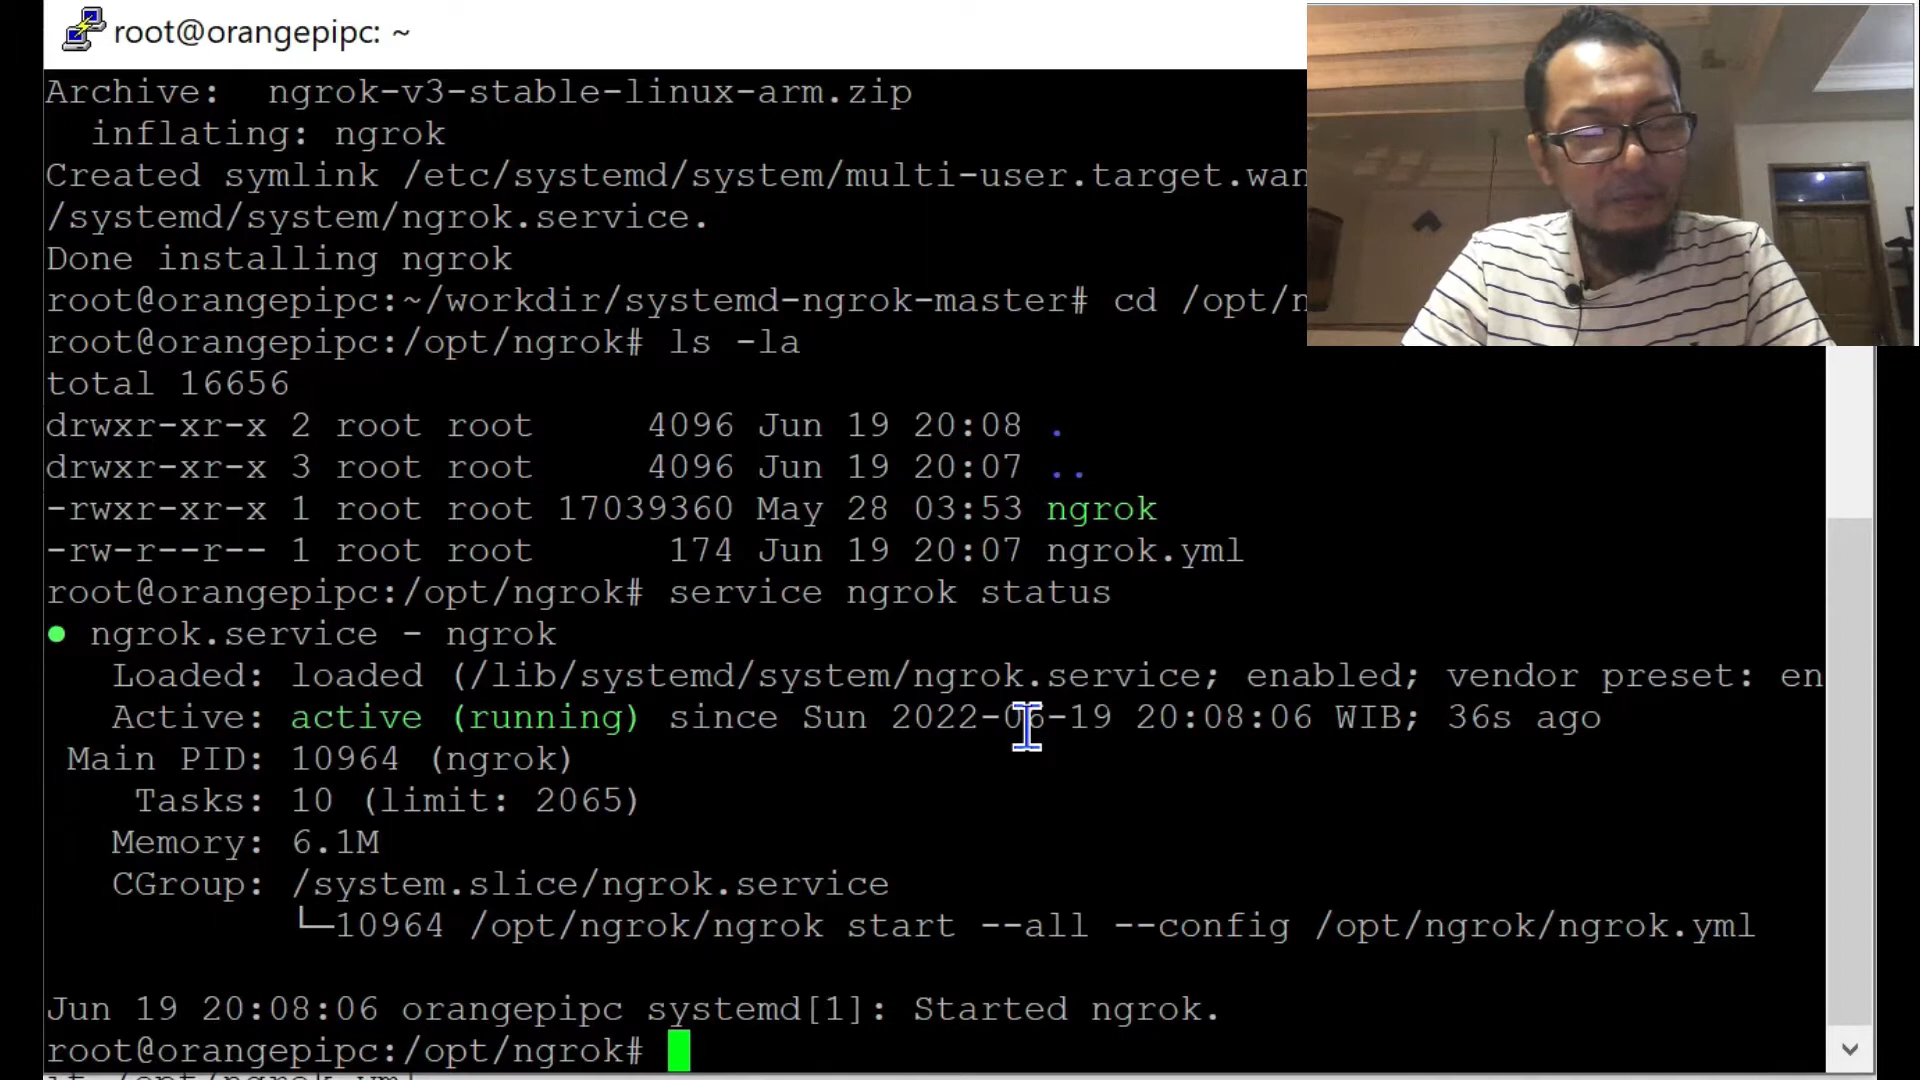 root@orangepipc: ~
Archive:  ngrok-v3-stable-linux-arm.zip
  inflating: ngrok
Created symlink /etc/systemd/system/multi-user.target.wan
/systemd/system/ngrok.service.
Done installing ngrok
root@orangepipc:~/workdir/systemd-ngrok-master# cd /opt/n
root@orangepipc:/opt/ngrok# ls -la
total 16656
drwxr-xr-x 2 root root     4096 Jun 19 20:08 .
drwxr-xr-x 3 root root     4096 Jun 19 20:07 ..
-rwxr-xr-x 1 root root 17039360 May 28 03:53 ngrok
-rw-r--r-- 1 root root      174 Jun 19 20:07 ngrok.yml
root@orangepipc:/opt/ngrok# service ngrok status
● ngrok.service - ngrok
   Loaded: loaded (/lib/systemd/system/ngrok.service; enabled; vendor preset: en
   Active: active (running) since Sun 2022-06-19 20:08:06 WIB; 36s ago
 Main PID: 10964 (ngrok)
    Tasks: 10 (limit: 2065)
   Memory: 6.1M
   CGroup: /system.slice/ngrok.service
           └─10964 /opt/ngrok/ngrok start --all --config /opt/ngrok/ngrok.yml
Jun 19 20:08:06 orangepipc systemd[1]: Started ngrok.
root@orangepipc:/opt/ngrok#